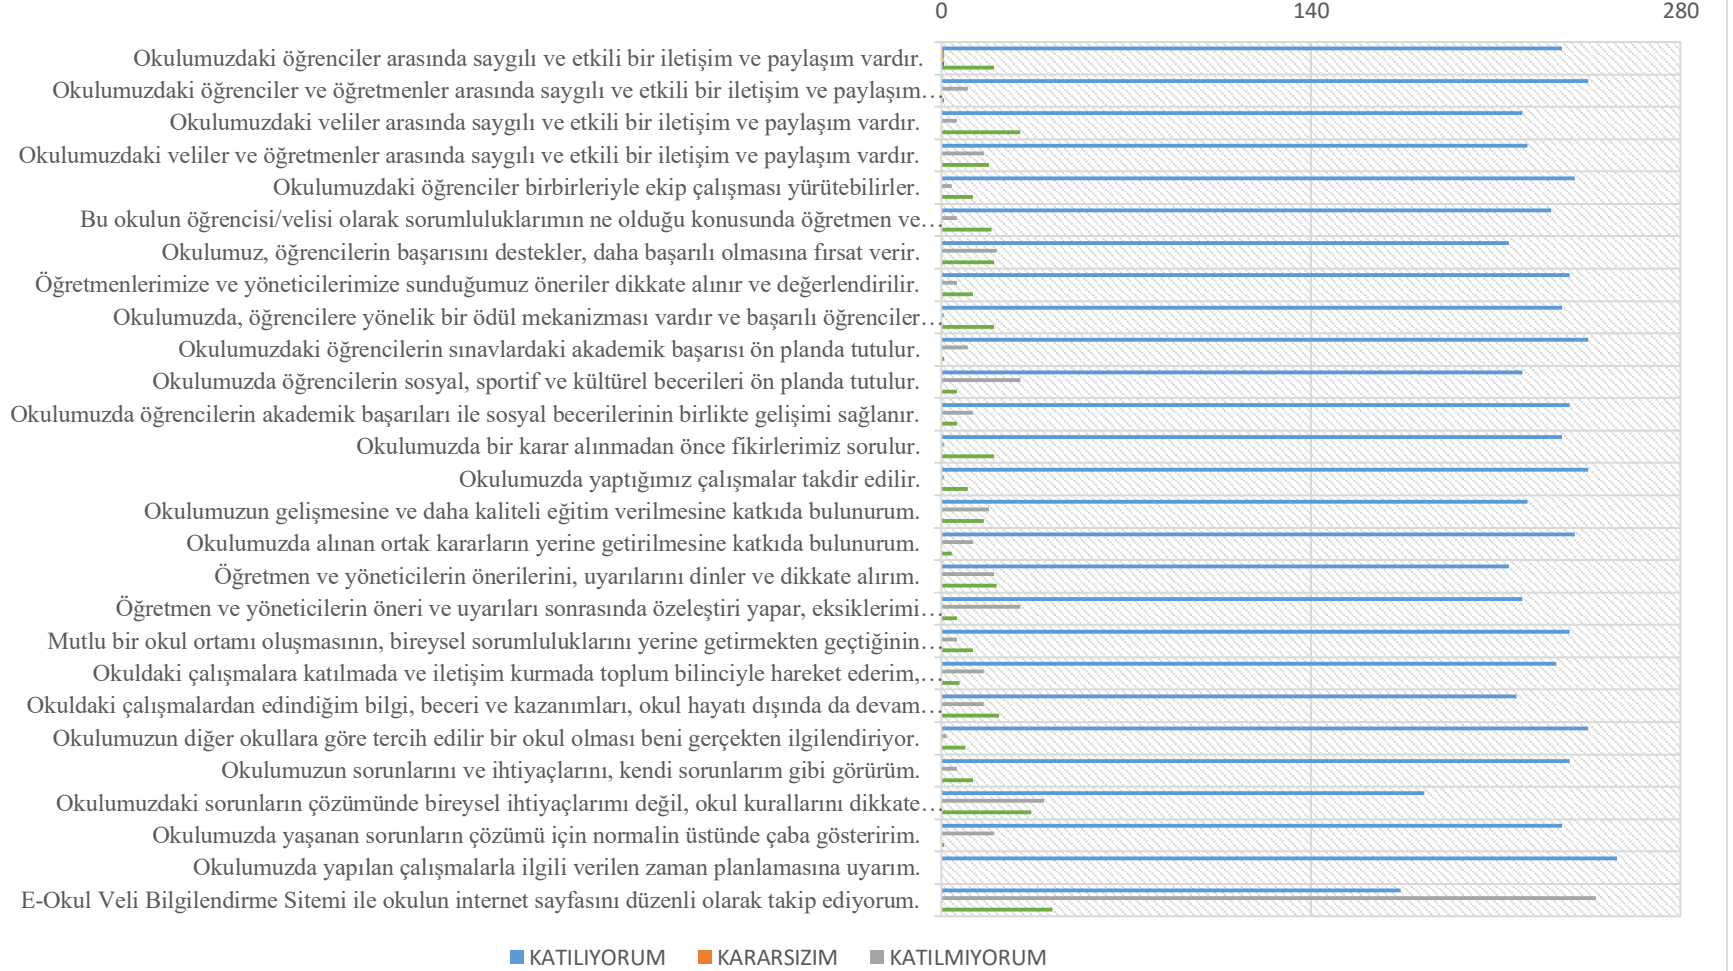 0 140 280
Okulumuzdaki öğrenciler arasında saygılı ve etkili bir iletişim ve paylaşım vardır.
Okulumuzdaki öğrenciler ve öğretmenler arasında saygılı ve etkili bir iletişim ve paylaşım…
Okulumuzdaki veliler arasında saygılı ve etkili bir iletişim ve paylaşım vardır.
Okulumuzdaki veliler ve öğretmenler arasında saygılı ve etkili bir iletişim ve paylaşım vardır.
Okulumuzdaki öğrenciler birbirleriyle ekip çalışması yürütebilirler.
Bu okulun öğrencisi/velisi olarak sorumluluklarımın ne olduğu konusunda öğretmen ve…
Okulumuz, öğrencilerin başarısını destekler, daha başarılı olmasına fırsat verir.
Öğretmenlerimize ve yöneticilerimize sunduğumuz öneriler dikkate alınır ve değerlendirilir.
Okulumuzda, öğrencilere yönelik bir ödül mekanizması vardır ve başarılı öğrenciler…
Okulumuzdaki öğrencilerin sınavlardaki akademik başarısı ön planda tutulur.
Okulumuzda öğrencilerin sosyal, sportif ve kültürel becerileri ön planda tutulur.
Okulumuzda öğrencilerin akademik başarıları ile sosyal becerilerinin birlikte gelişimi sağlanır.
Okulumuzda bir karar alınmadan önce fikirlerimiz sorulur.
Okulumuzda yaptığımız çalışmalar takdir edilir.
Okulumuzun gelişmesine ve daha kaliteli eğitim verilmesine katkıda bulunurum.
Okulumuzda alınan ortak kararların yerine getirilmesine katkıda bulunurum.
Öğretmen ve yöneticilerin önerilerini, uyarılarını dinler ve dikkate alırım.
Öğretmen ve yöneticilerin öneri ve uyarıları sonrasında özeleştiri yapar, eksiklerimi…
Mutlu bir okul ortamı oluşmasının, bireysel sorumluluklarını yerine getirmekten geçtiğinin…
Okuldaki çalışmalara katılmada ve iletişim kurmada toplum bilinciyle hareket ederim,…
Okuldaki çalışmalardan edindiğim bilgi, beceri ve kazanımları, okul hayatı dışında da devam…
Okulumuzun diğer okullara göre tercih edilir bir okul olması beni gerçekten ilgilendiriyor.
Okulumuzun sorunlarını ve ihtiyaçlarını, kendi sorunlarım gibi görürüm.
Okulumuzdaki sorunların çözümünde bireysel ihtiyaçlarımı değil, okul kurallarını dikkate…
Okulumuzda yaşanan sorunların çözümü için normalin üstünde çaba gösteririm.
Okulumuzda yapılan çalışmalarla ilgili verilen zaman planlamasına uyarım.
E-Okul Veli Bilgilendirme Sitemi ile okulun internet sayfasını düzenli olarak takip ediyorum.
KATILIYORUM KARARSIZIM KATILMIYORUM